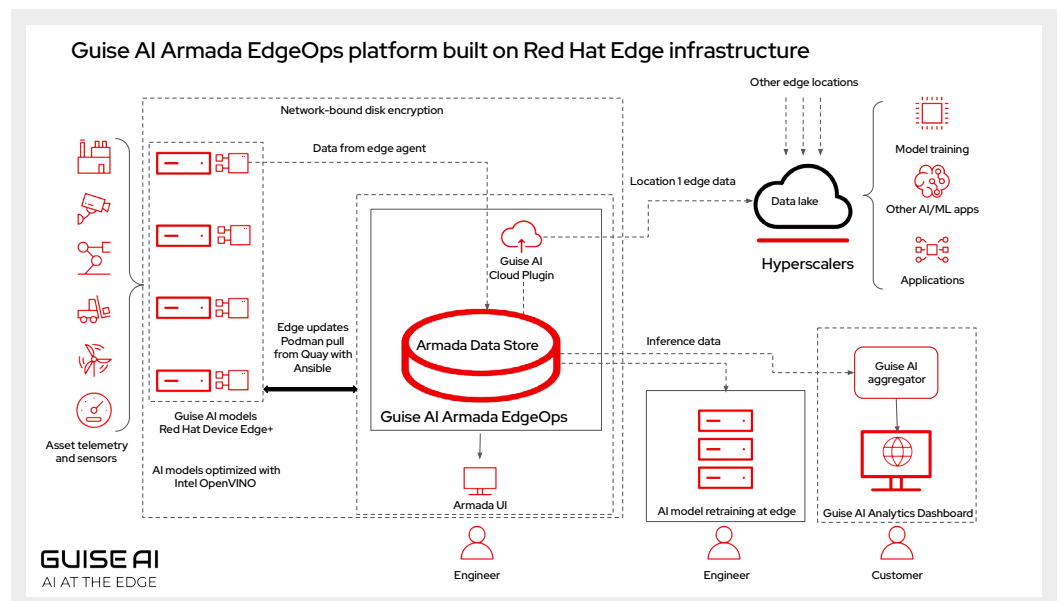 Guise AI Armada EdgeOps platform built on Red Hat Edge infrastructure
Other edge locations
Network-bound disk encryption
Data from edge agent
Model training
Location 1 edge data
Data lake
Other AI/ML apps
Guise AI
Cloud Plugin
Hyperscalers
Applications
Edge updates
Podman pull
from Quay with
Ansible
Armada Data Store
Inference data
Guise AI
aggregator
Guise AI Armada EdgeOps
Guise AI models
Red Hat Device Edge+
Asset telemetry
and sensors
AI models optimized with
Intel OpenVINO
Armada UI
AI model retraining at edge
Guise AI Analytics Dashboard
GUISE AI
AI AT THE EDGE
Engineer
Engineer
Customer